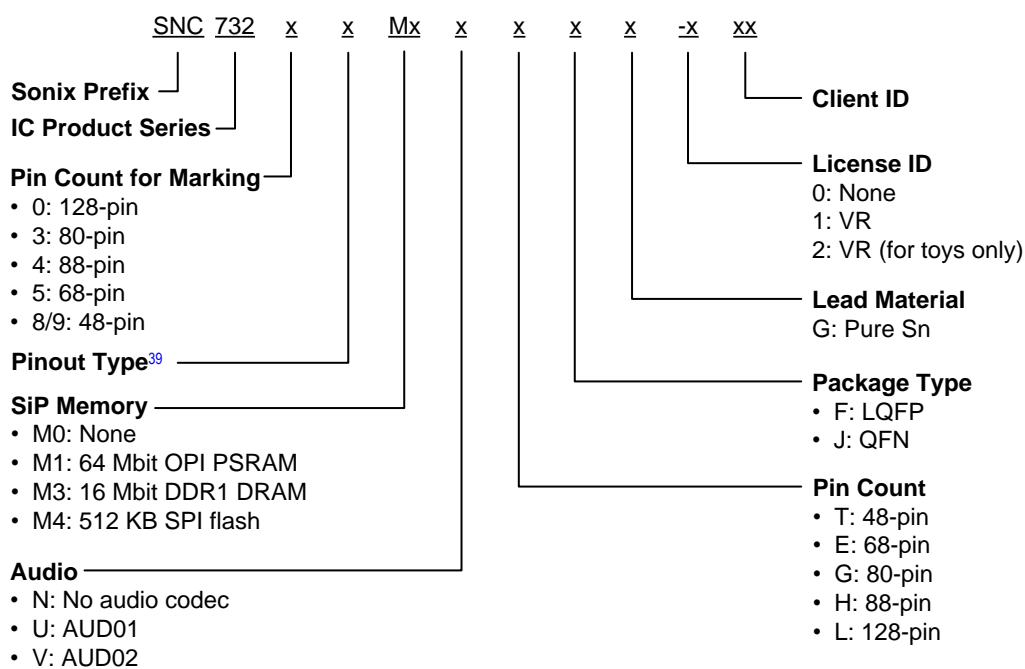 SNC 732 x x Mx x x x x -x xx
Sonix Prefix
IC Product Series
Pin Count for Marking
• 0: 128-pin
• 3: 80-pin
• 4: 88-pin
• 5: 68-pin
• 8/9: 48-pin
Pinout Type39
SiP Memory
• M0: None
• M1: 64 Mbit OPI PSRAM
• M3: 16 Mbit DDR1 DRAM
• M4: 512 KB SPI flash
Audio
• N: No audio codec
• U: AUD01
• V: AUD02
Client ID
License ID
0: None
1: VR
2: VR (for toys only)
Lead Material
G: Pure Sn
Package Type
• F: LQFP
• J: QFN
Pin Count
• T: 48-pin
• E: 68-pin
• G: 80-pin
• H: 88-pin
• L: 128-pin